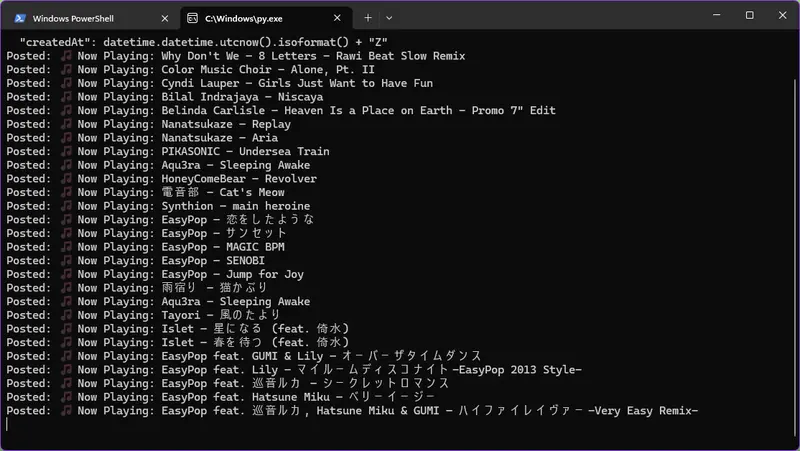 Windows PowerShell
C:\Windows\py.exe
"createdAt": datetime.datetime.utcnow().isoformat() + "Z"
Posted: 🎵 Now Playing: Why Don't We – 8 Letters - Rawi Beat Slow Remix
Posted: 🎵 Now Playing: Color Music Choir – Alone, Pt. II
Posted: 🎵 Now Playing: Cyndi Lauper – Girls Just Want to Have Fun
Posted: 🎵 Now Playing: Bilal Indrajaya – Niscaya
Posted: 🎵 Now Playing: Belinda Carlisle – Heaven Is a Place on Earth - Promo 7" Edit
Posted: 🎵 Now Playing: Nanatsukaze – Replay
Posted: 🎵 Now Playing: Nanatsukaze – Aria
Posted: 🎵 Now Playing: PIKASONIC – Undersea Train
Posted: 🎵 Now Playing: Aqu3ra – Sleeping Awake
Posted: 🎵 Now Playing: HoneyComeBear – Revolver
Posted: 🎵 Now Playing: 電音部 – Cat's Meow
Posted: 🎵 Now Playing: Synthion – main heroine
Posted: 🎵 Now Playing: EasyPop – 恋をしたような
Posted: 🎵 Now Playing: EasyPop – サンセット
Posted: 🎵 Now Playing: EasyPop – MAGIC BPM
Posted: 🎵 Now Playing: EasyPop – SENOBI
Posted: 🎵 Now Playing: EasyPop – Jump for Joy
Posted: 🎵 Now Playing: 雨宿り – 猫かぶり
Posted: 🎵 Now Playing: Aqu3ra – Sleeping Awake
Posted: 🎵 Now Playing: Tayori – 風のたより
Posted: 🎵 Now Playing: Islet – 星になる (feat. 倚水)
Posted: 🎵 Now Playing: Islet – 春を待つ (feat. 倚水)
Posted: 🎵 Now Playing: EasyPop feat. GUMI & Lily – オーバーザタイムダンス
Posted: 🎵 Now Playing: EasyPop feat. Lily – マイルームディスコナイト-EasyPop 2013 Style-
Posted: 🎵 Now Playing: EasyPop feat. 巡音ルカ – シークレットロマンス
Posted: 🎵 Now Playing: EasyPop feat. Hatsune Miku – ベリーイージー
Posted: 🎵 Now Playing: EasyPop feat. 巡音ルカ, Hatsune Miku & GUMI – ハイファイレイヴァー -Very Easy Remix-